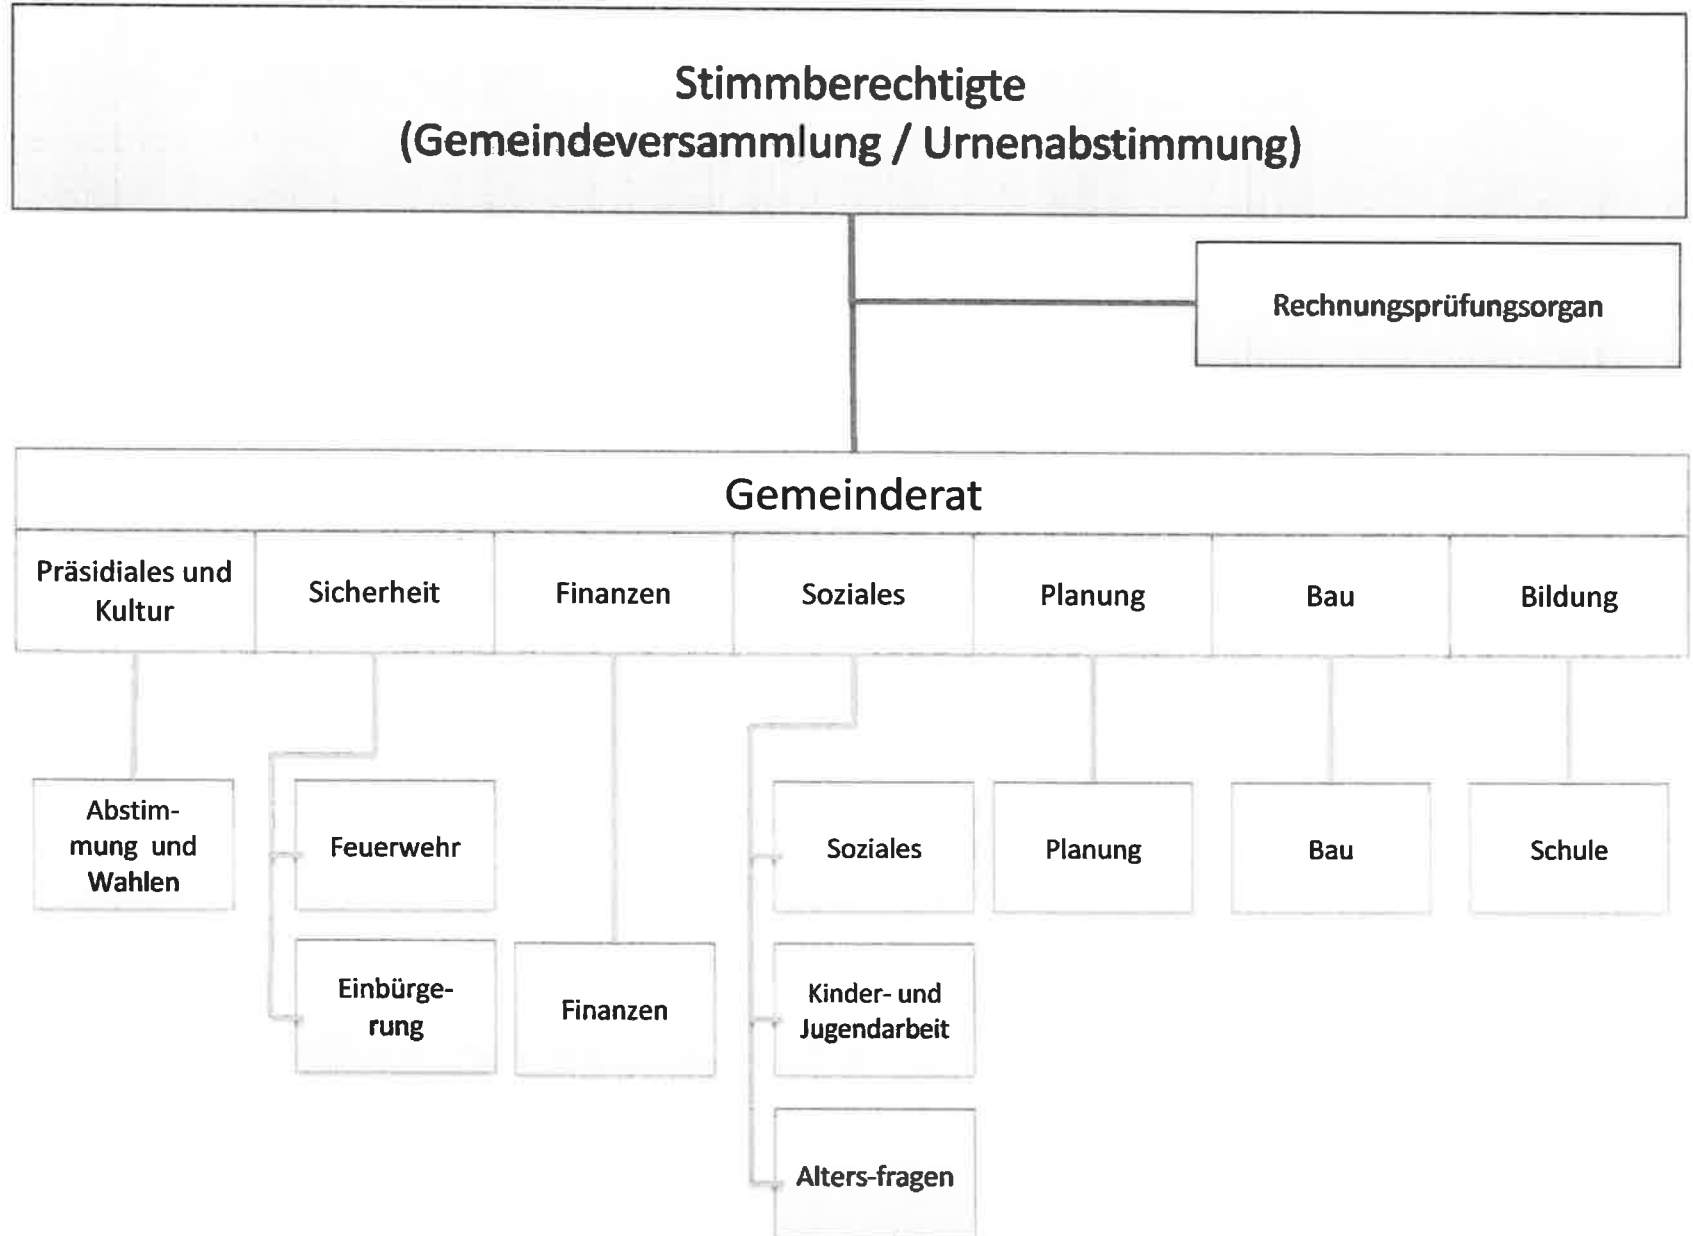 Stimmberechtigte
(Gemeindeversammlung / Urnenabstimmung)
Rechnungsprüfungsorgan
Gemeinderat
Präsidiales und
Kultur
Sicherheit
Finanzen
Soziales
Planung
Bau
Bildung
Abstim-
mung und
Wahlen
Feuerwehr
Soziales
Planung
Bau
Schule
Einbürge-
rung
Finanzen
Kinder- und
Jugendarbeit
Alters-fragen